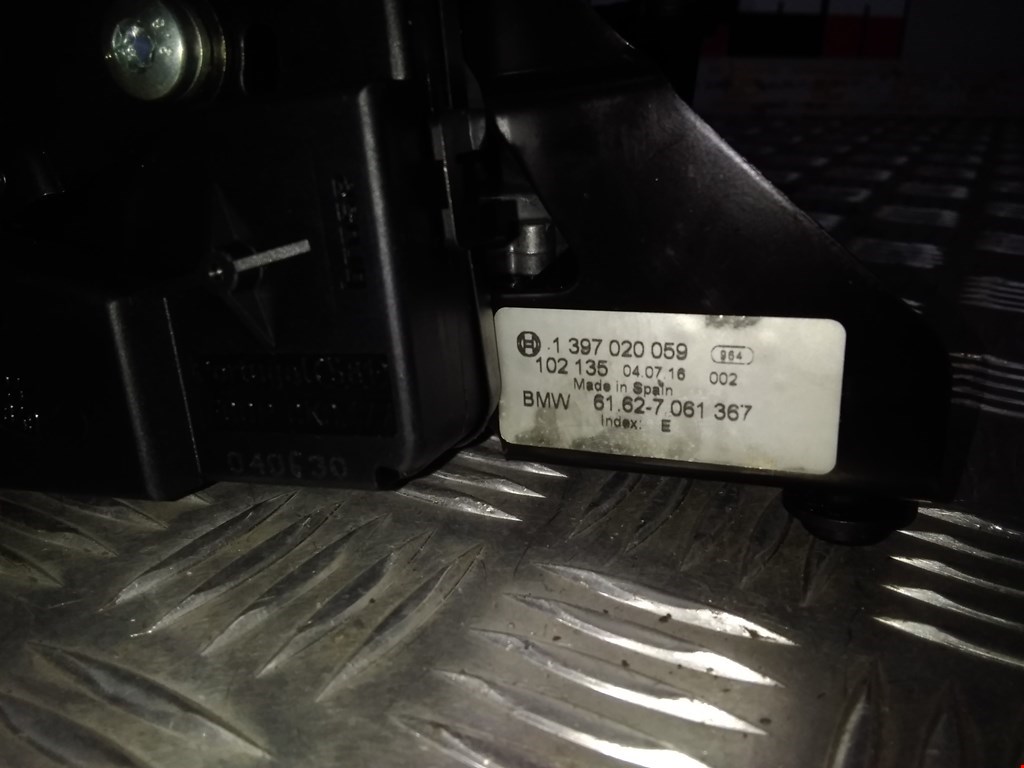 1 397 020 059 964
102 135 04.07.16 002
Made in Spain
BMW 61.62-7 061 367
Index: E